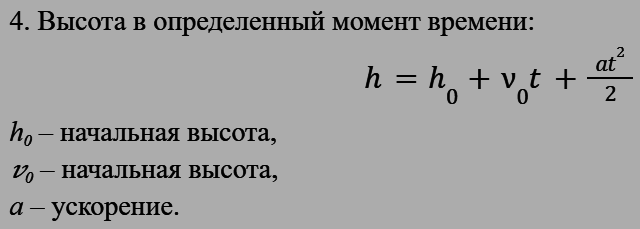 4. Высота в определенный момент времени:
h = h₀ + v₀t + at²/2
h₀ – начальная высота,
v₀ – начальная высота,
a – ускорение.